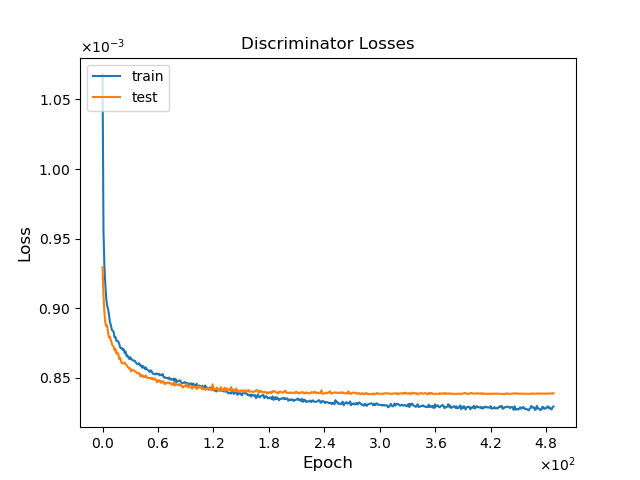 Discriminator Losses
×10⁻³
train
test
1.05
1.00
0.95
0.90
0.85
Loss
0.0 0.6 1.2 1.8 2.4 3.0 3.6 4.2 4.8
Epoch
×10²